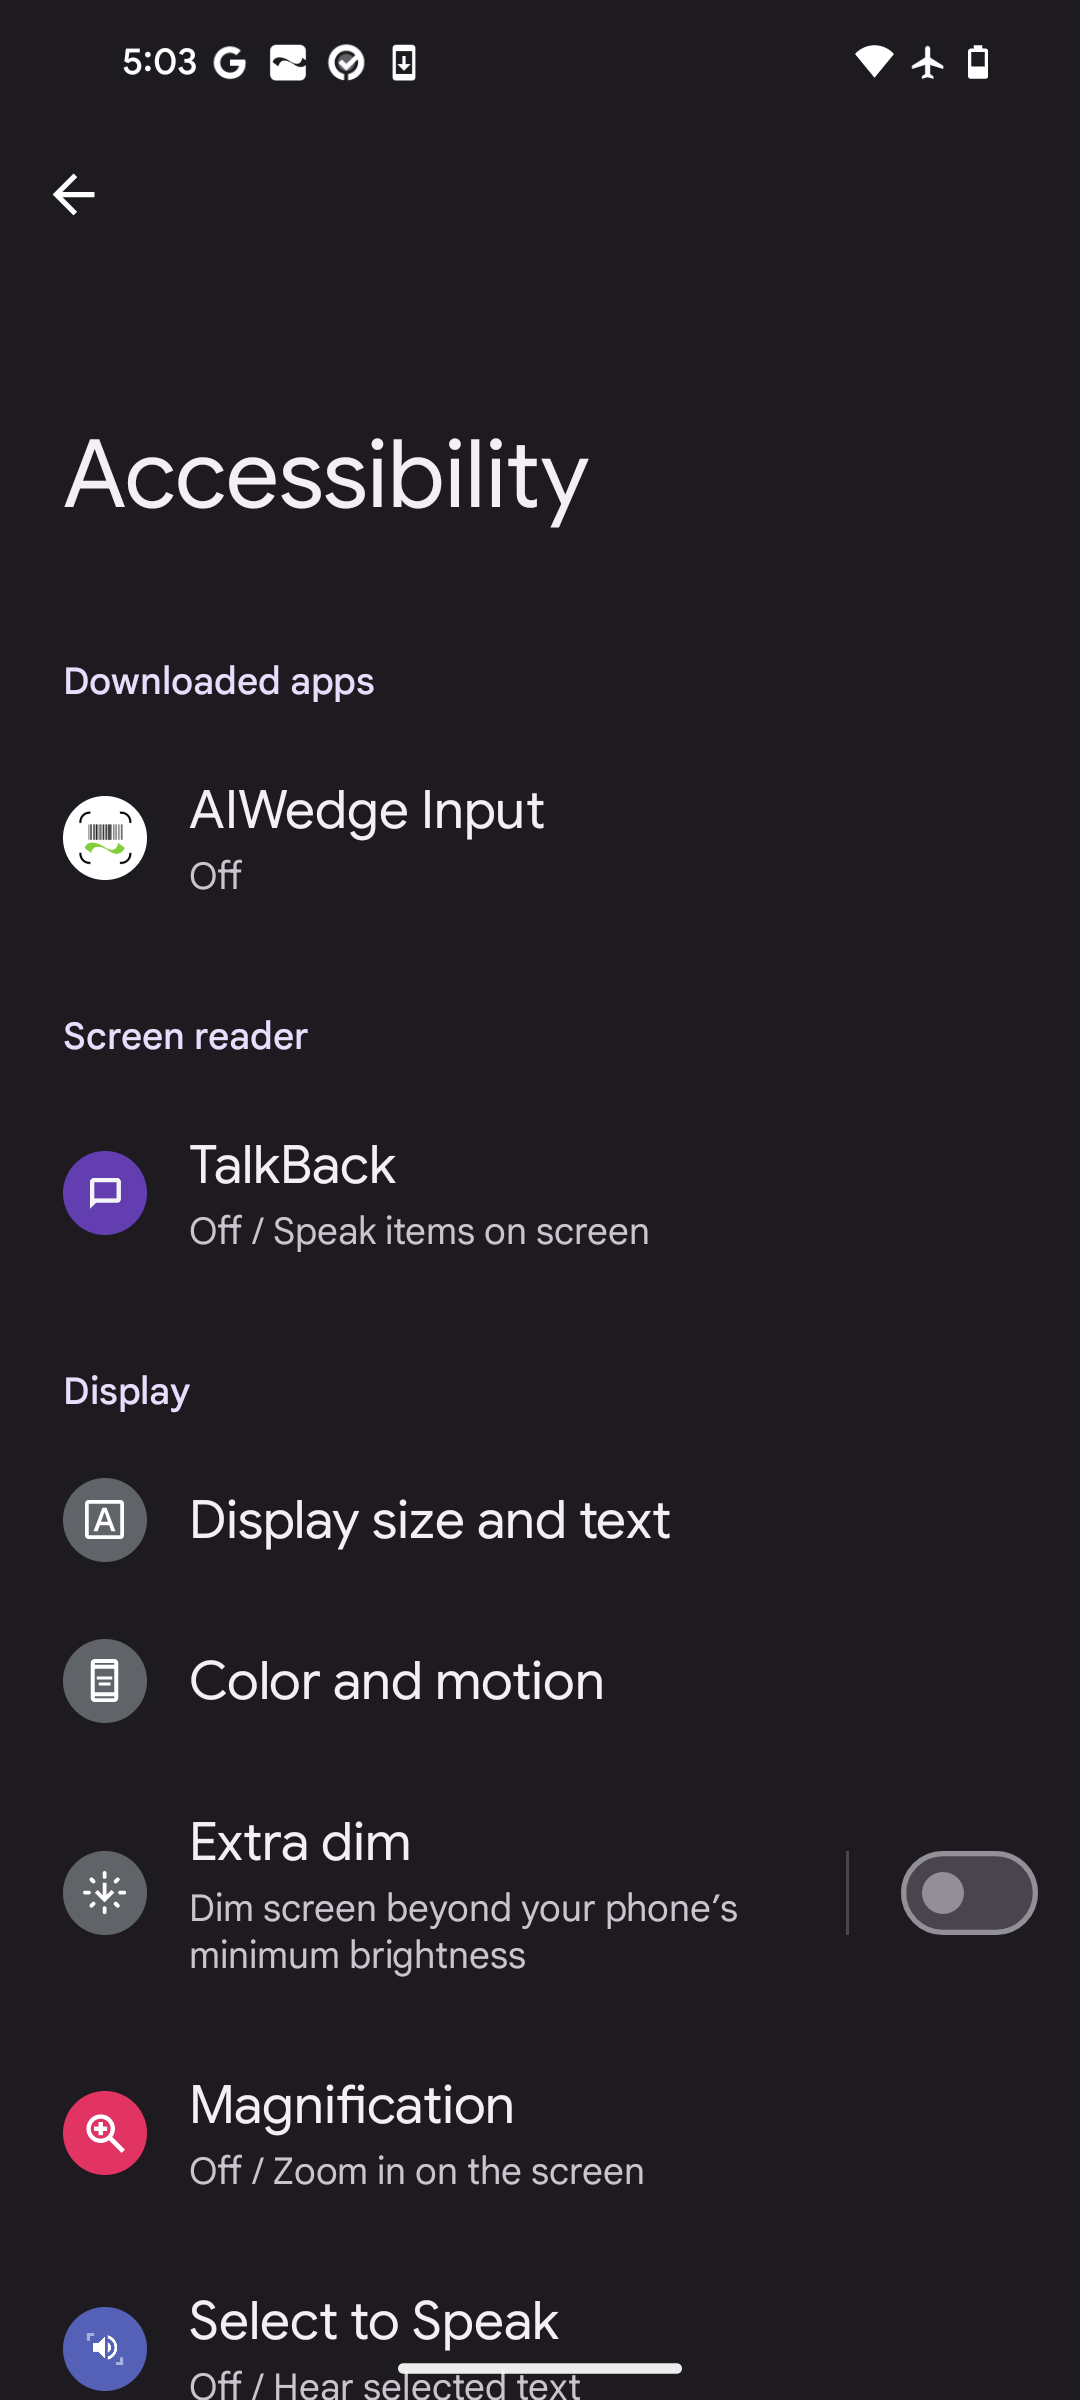 5:03
Accessibility
Downloaded apps
AIWedge Input
Off
Screen reader
TalkBack
Off / Speak items on screen
Display
Display size and text
Color and motion
Extra dim
Dim screen beyond your phone’s
minimum brightness
Magnification
Off / Zoom in on the screen
Select to Speak
Off / Hear selected text